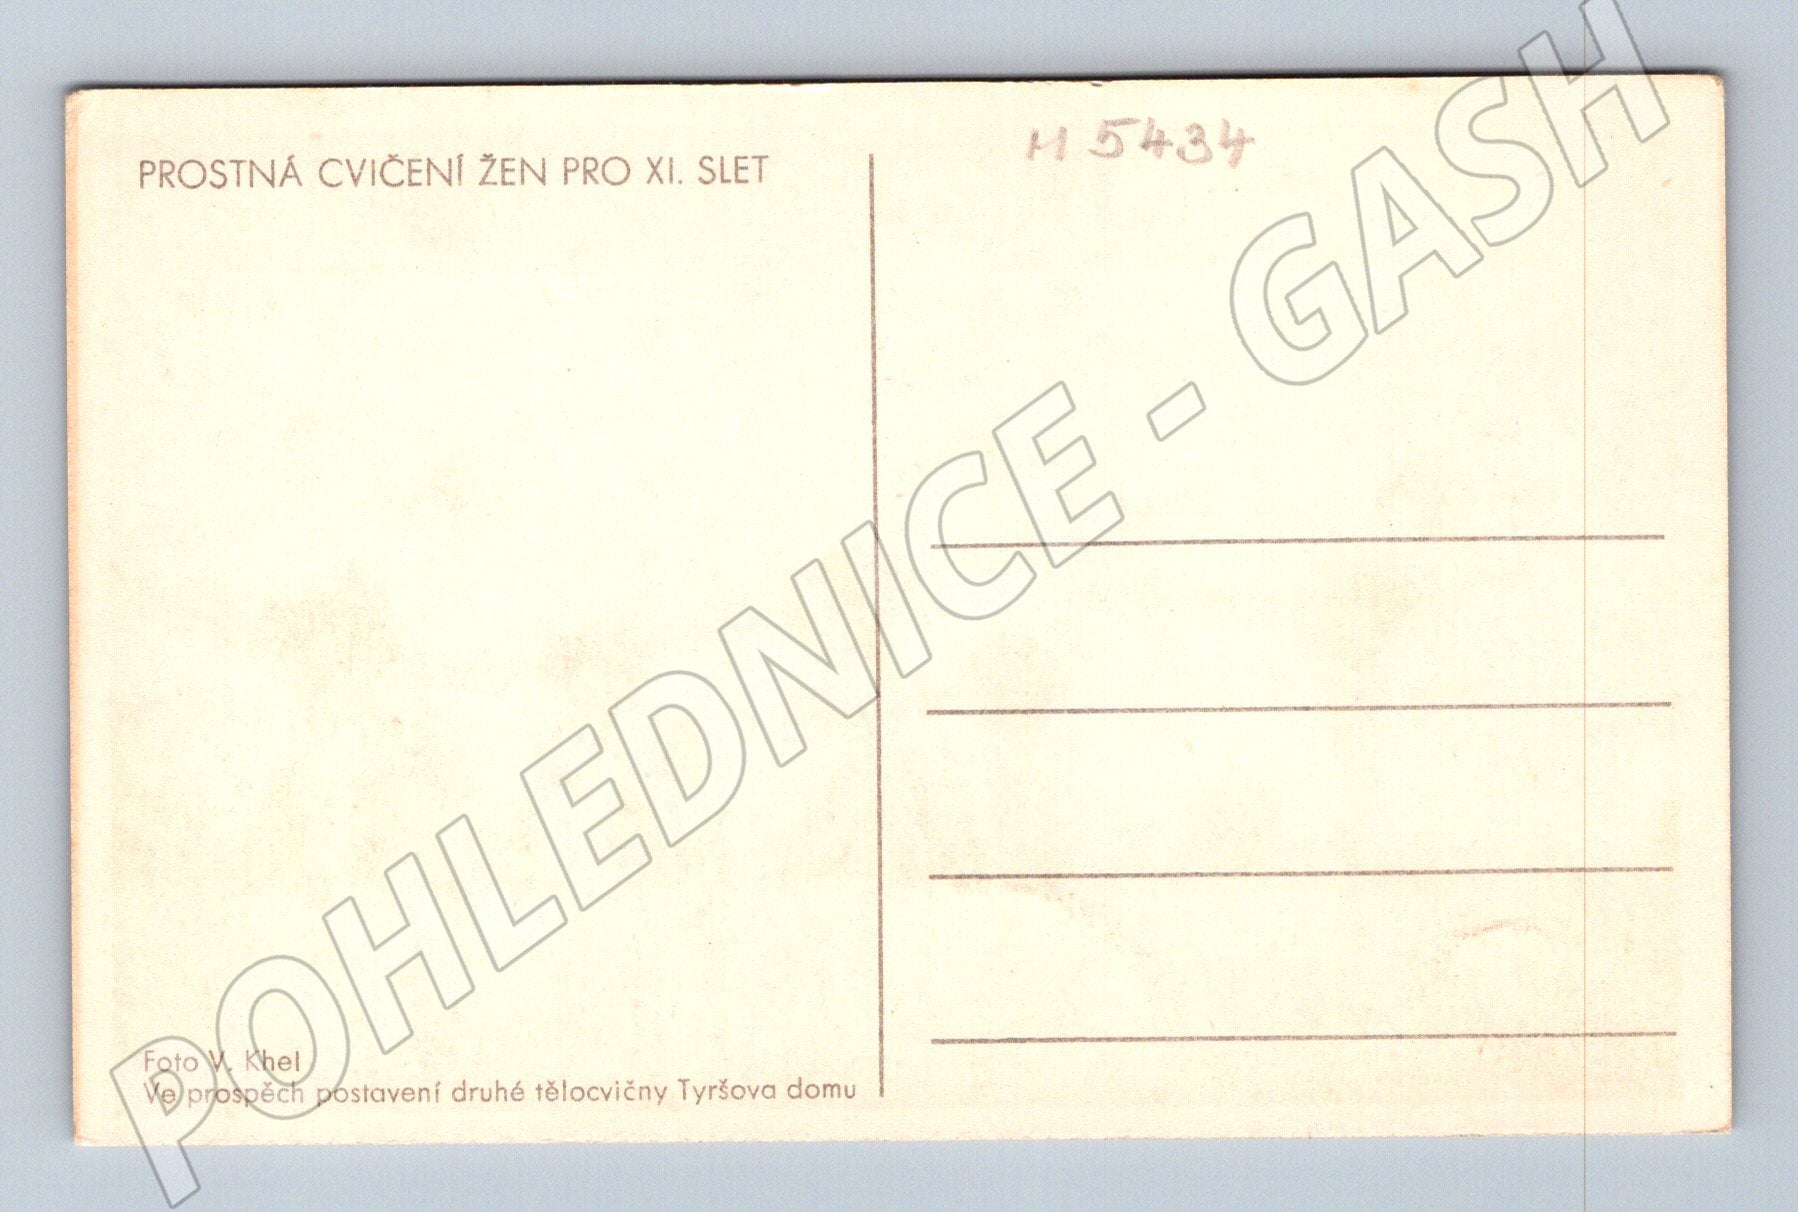 PROSTNÁ CVIČENÍ ŽEN PRO XI. SLET
H 5434
POHLEDNICE - GASH
Foto V. Khel
Ve prospěch postavení druhé tělocvičny Tyršova domu